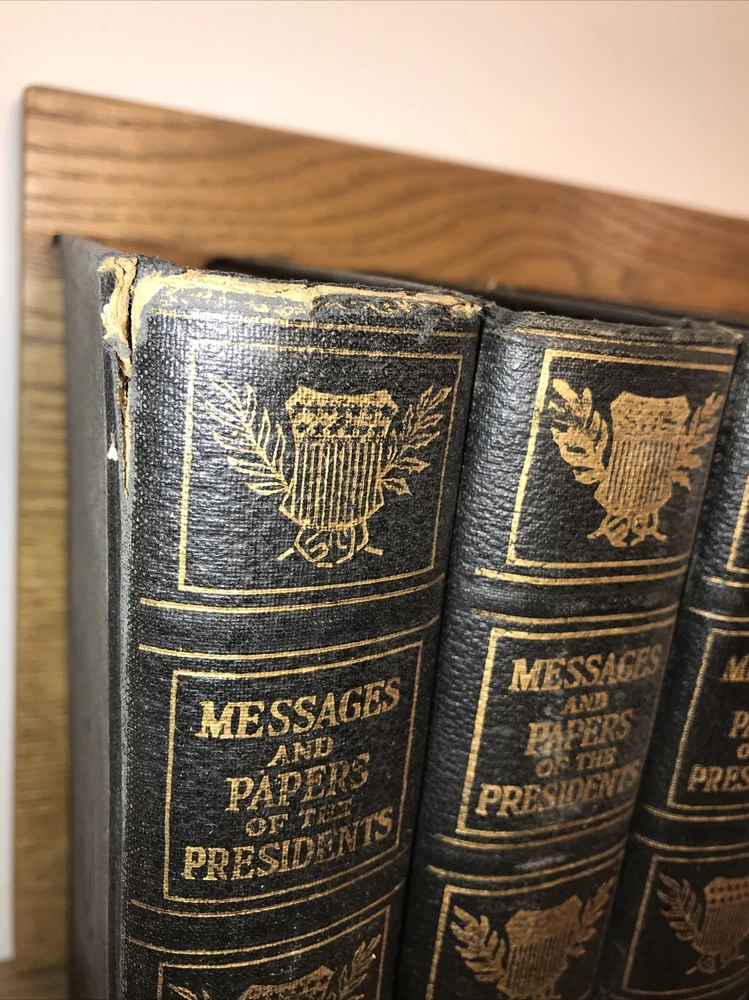 MESSAGES
AND
PAPERS
OF THE
PRESIDENTS
MESSAGES
AND
PAPERS
OF THE
PRESIDENTS